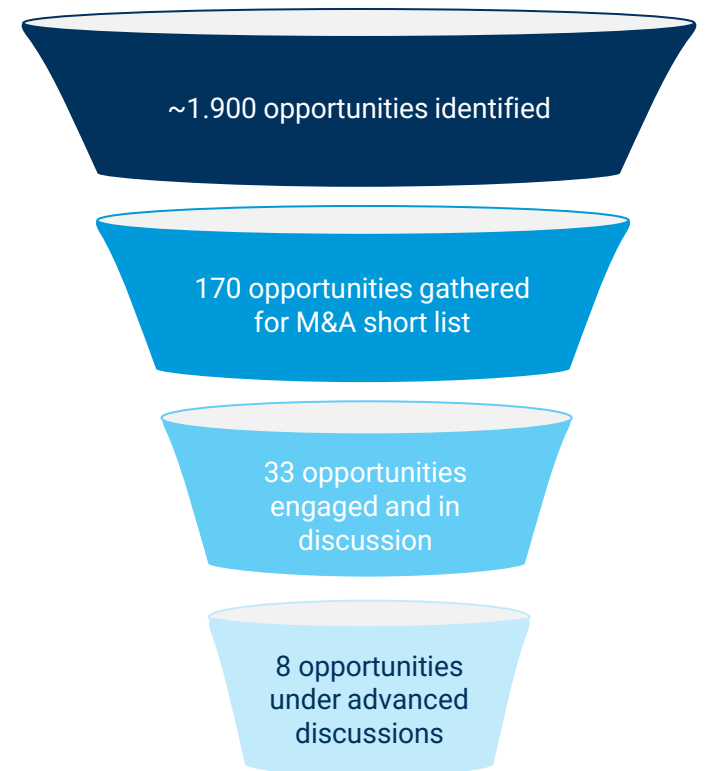 ~1.900 opportunities identified
170 opportunities gathered
for M&A short list
33 opportunities
engaged and in
discussion
8 opportunities
under advanced
discussions